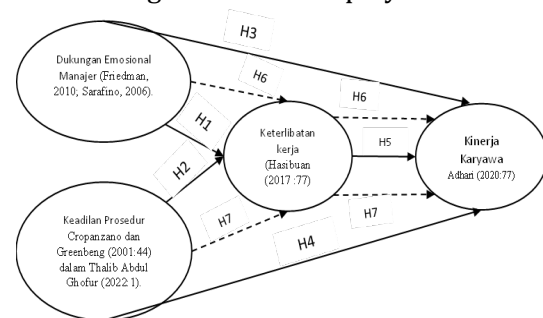 H3
Dukungan Emosional
Manajer (Friedman,
2010; Sarafino, 2006).
H6
H6
H1
H2
Keterlibatan
kerja
(Hasibuan
(2017 :77)
H5
Kinerja
Karyawa
Adhari (2020:77)
Keadilan Prosedur
Cropanzano dan
Greenbeng (2001:44)
dalam Thalib Abdul
Ghofur (2022:1).
H7
H7
H4